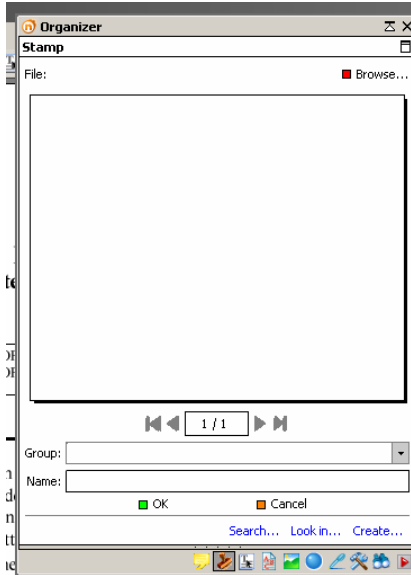 Organizer
Stamp
File:
Browse...
1 / 1
Group:
Name:
OK
Cancel
Search... Look in... Create...